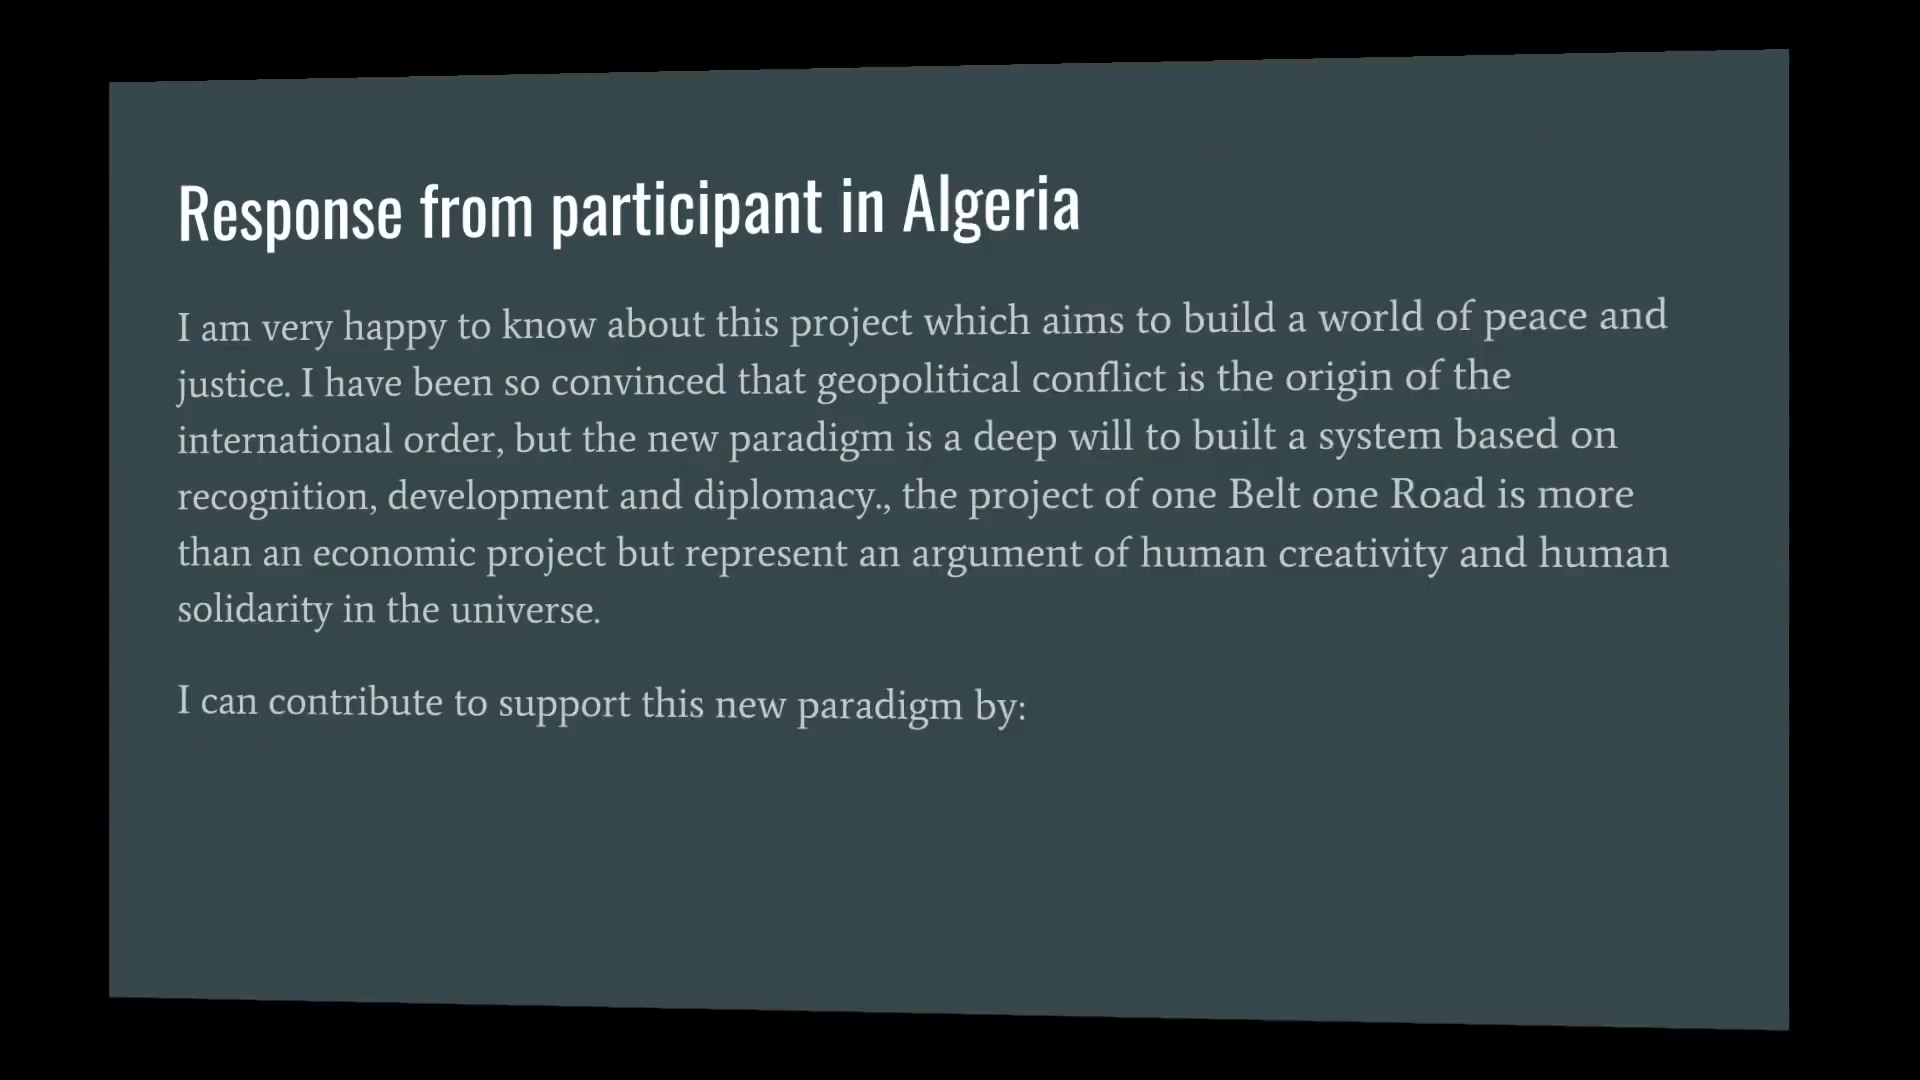 Response from participant in Algeria
I am very happy to know about this project which aims to build a world of peace and
justice. I have been so convinced that geopolitical conflict is the origin of the
international order, but the new paradigm is a deep will to built a system based on
recognition, development and diplomacy., the project of one Belt one Road is more
than an economic project but represent an argument of human creativity and human
solidarity in the universe.
I can contribute to support this new paradigm by: